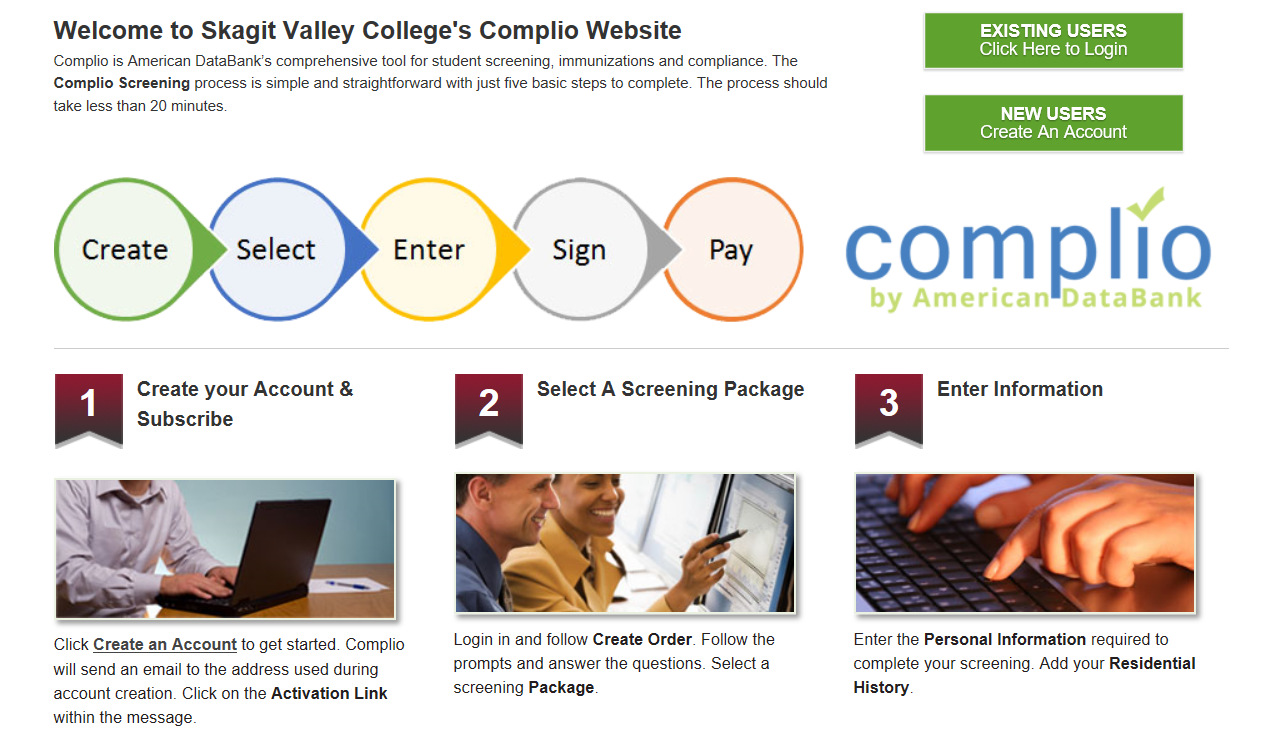 Welcome to Skagit Valley College's Complio Website
Complio is American DataBank's comprehensive tool for student screening, immunizations and compliance. The
Complio Screening process is simple and straightforward with just five basic steps to complete. The process should
take less than 20 minutes.
EXISTING USERS
Click Here to Login
NEW USERS
Create An Account
Create
Select
Enter
Sign
Pay
complio
by American DataBank
1
Create your Account &
Subscribe
Click Create an Account to get started. Complio
will send an email to the address used during
account creation. Click on the Activation Link
within the message.
2
Select A Screening Package
Login in and follow Create Order. Follow the
prompts and answer the questions. Select a
screening Package.
3
Enter Information
Enter the Personal Information required to
complete your screening. Add your Residential
History.